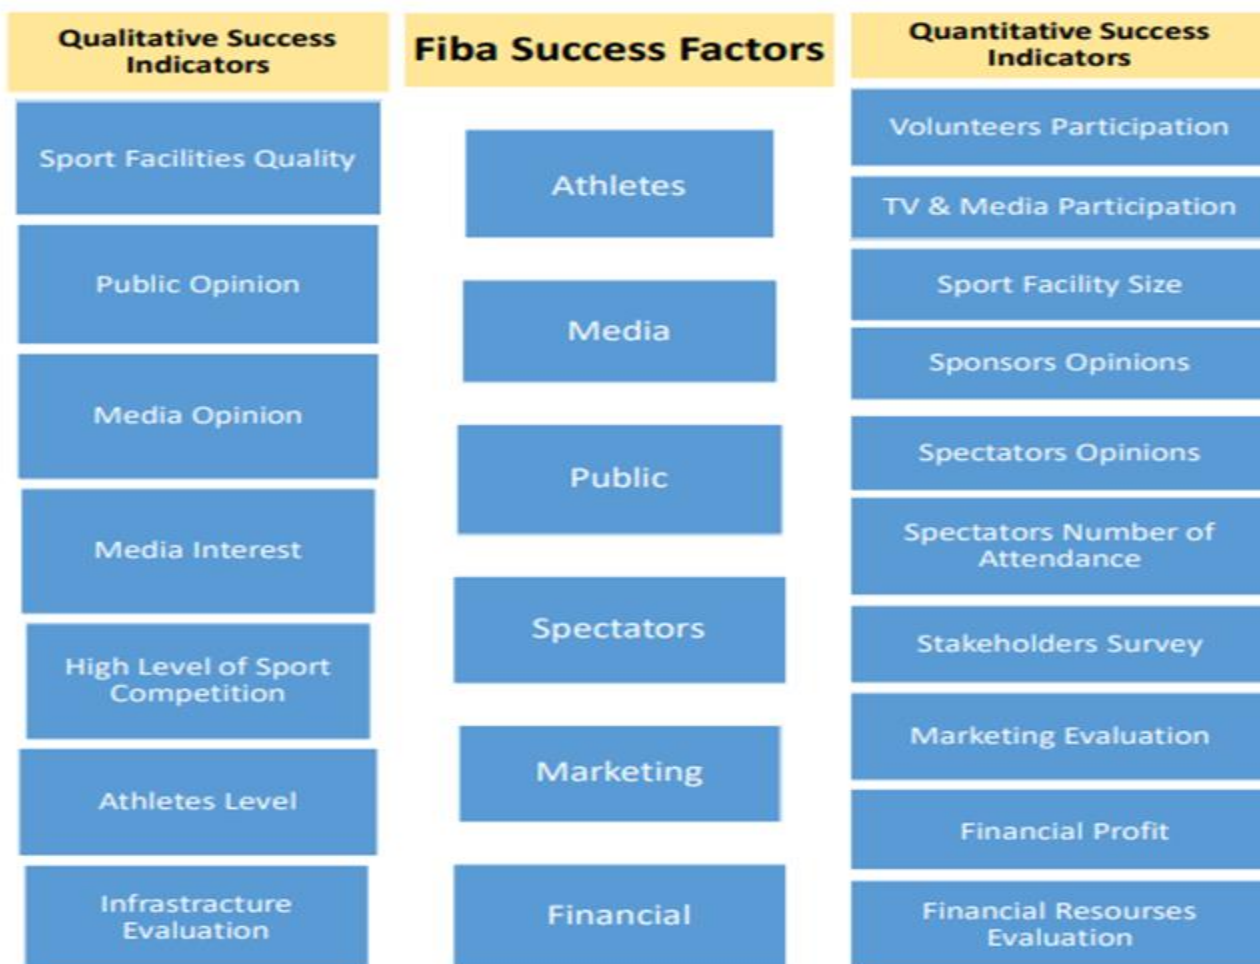 Qualitative Success
Indicators
Sport Facilities Quality
Public Opinion
Media Opinion
Media Interest
High Level of Sport
Competition
Athletes Level
Infrastracture
Evaluation
Fiba Success Factors
Athletes
Media
Public
Spectators
Marketing
Financial
Quantitative Success
Indicators
Volunteers Participation
TV & Media Participation
Sport Facility Size
Sponsors Opinions
Spectators Opinions
Spectators Number of
Attendance
Stakeholders Survey
Marketing Evaluation
Financial Profit
Financial Resourses
Evaluation